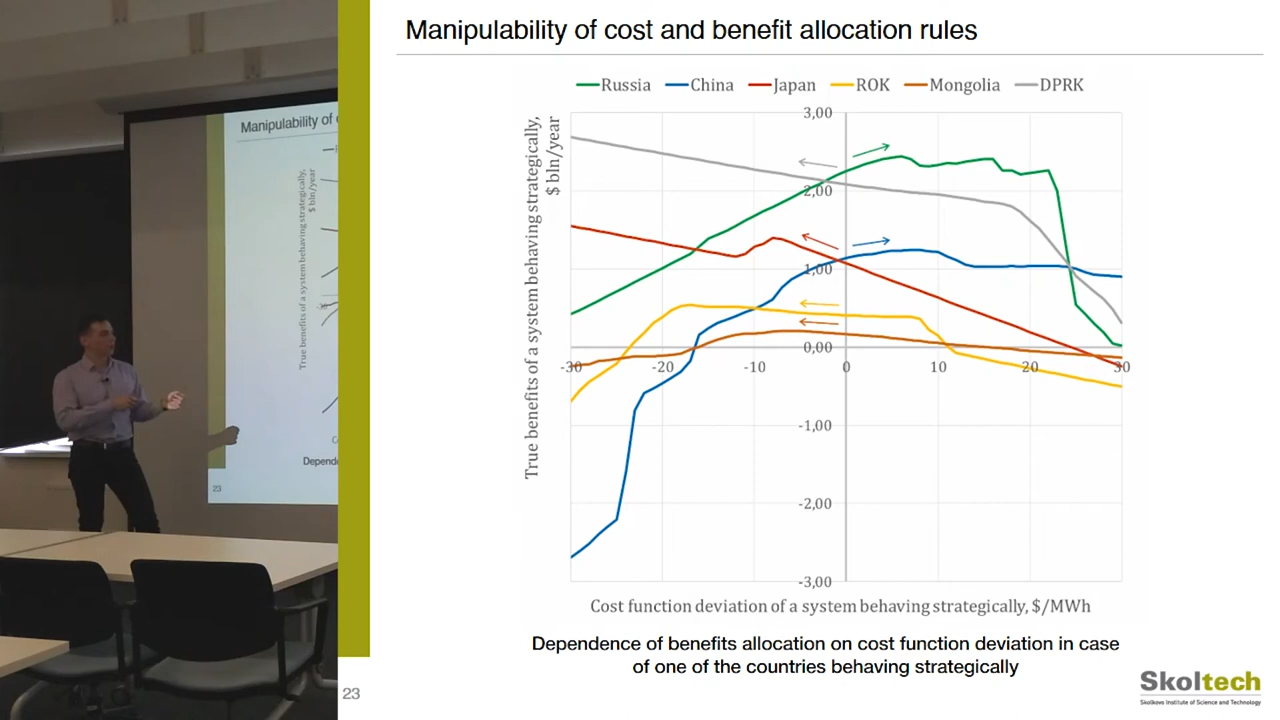 Manipulability of cost and benefit allocation rules
Russia China Japan ROK Mongolia DPRK
True benefits of a system behaving strategically,
$ bln/year
3,00
2,00
1,00
0,00
-1,00
-2,00
-3,00
-30 -20 -10 0 10 20 30
Cost function deviation of a system behaving strategically, $/MWh
Dependence of benefits allocation on cost function deviation in case
of one of the countries behaving strategically
Skoltech
Skolkovo Institute of Science and Technology
23
Manipulability of
True benefits of a system behaving strategically,
$ bln/year
-30
Depend
23